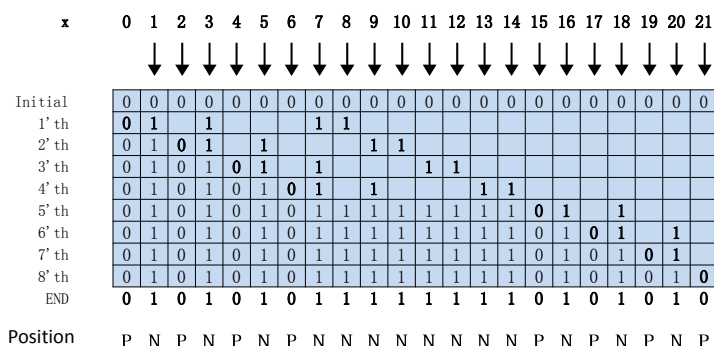 x 0 1 2 3 4 5 6 7 8 9 10 11 12 13 14 15 16 17 18 19 20 21
Initial 0 0 0 0 0 0 0 0 0 0 0 0 0 0 0 0 0 0 0 0 0 0
1'th 0 1 1 1 1
2'th 0 1 0 1 1 1 1
3'th 0 1 0 1 0 1 1 1 1
4'th 0 1 0 1 0 1 0 1 1 1 1
5'th 0 1 0 1 0 1 0 1 1 1 1 1 1 1 1 0 1 1
6'th 0 1 0 1 0 1 0 1 1 1 1 1 1 1 1 0 1 0 1 1
7'th 0 1 0 1 0 1 0 1 1 1 1 1 1 1 1 0 1 0 1 0 1
8'th 0 1 0 1 0 1 0 1 1 1 1 1 1 1 1 0 1 0 1 0 1 0
END 0 1 0 1 0 1 0 1 1 1 1 1 1 1 1 0 1 0 1 0 1 0
Position P N P N P N P N N N N N N N N P N P N P N P